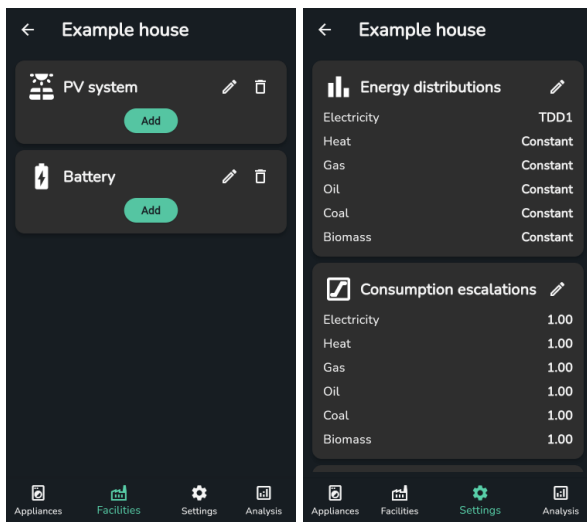 Example house
PV system
Add
Battery
Add
Appliances Facilities Settings Analysis
Example house
Energy distributions
Electricity TDD1
Heat Constant
Gas Constant
Oil Constant
Coal Constant
Biomass Constant
Consumption escalations
Electricity 1.00
Heat 1.00
Gas 1.00
Oil 1.00
Coal 1.00
Biomass 1.00
Appliances Facilities Settings Analysis